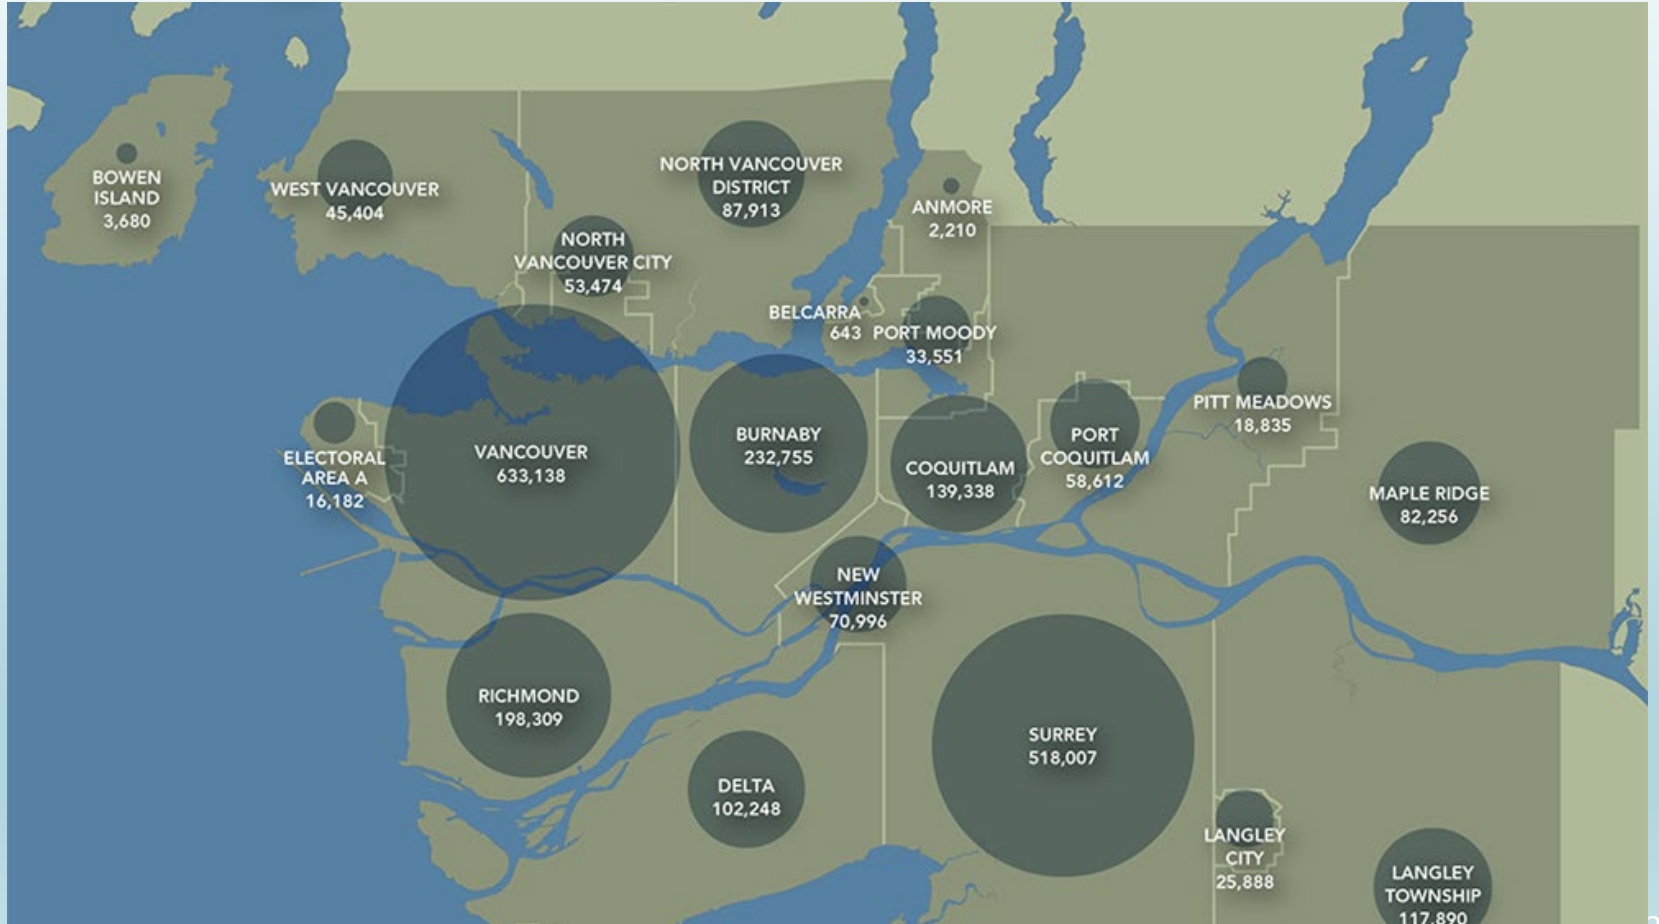 BOWEN
ISLAND
3,680
WEST VANCOUVER
45,404
NORTH VANCOUVER
DISTRICT
87,913
NORTH
VANCOUVER CITY
53,474
ANMORE
2,210
BELCARRA
643
PORT MOODY
33,551
ELECTORAL
AREA A
16,182
VANCOUVER
633,138
BURNABY
232,755
COQUITLAM
139,338
PORT
COQUITLAM
58,612
PITT MEADOWS
18,835
MAPLE RIDGE
82,256
NEW
WESTMINSTER
70,996
RICHMOND
198,309
DELTA
102,248
SURREY
518,007
LANGLEY
CITY
25,888
LANGLEY
TOWNSHIP
117,890